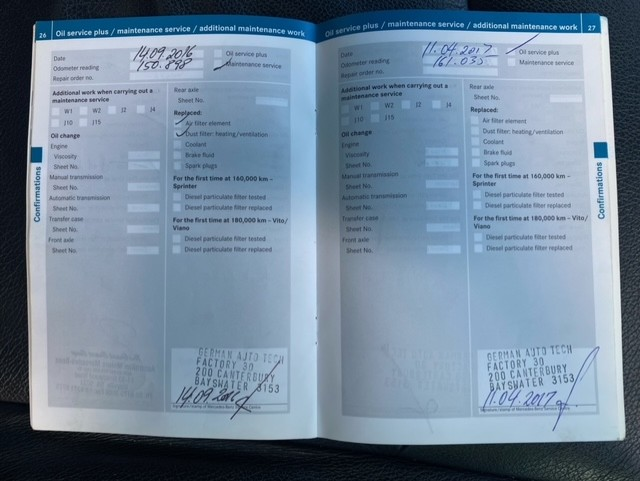 26 Oil service plus / maintenance service / additional maintenance work
Date 14.09.2016 Oil service plus
Odometer reading 150.898 Maintenance service
Repair order no.
Additional work when carrying out a
maintenance service
W1 W2 J2 J4
J10 J15
Oil change
Engine
Viscosity
Sheet No.
Manual transmission
Sheet No.
Automatic transmission
Sheet No.
Transfer case
Sheet No.
Front axle
Sheet No.
Rear axle
Sheet No.
Replaced:
Air filter element
Dust filter: heating/ventilation
Coolant
Brake fluid
Spark plugs
For the first time at 160,000 km –
Sprinter
Diesel particulate filter tested
Diesel particulate filter replaced
For the first time at 180,000 km – Vito/
Viano
Diesel particulate filter tested
Diesel particulate filter replaced
Confirmations
GERMAN AUTO TECH
FACTORY 30
200 CANTERBURY
BAYSWATER 3153
14.09.2016
Oil service plus / maintenance service / additional maintenance work 27
Date 11.04.2017 Oil service plus
Odometer reading 161.035 Maintenance service
Repair order no.
Additional work when carrying out a
maintenance service
W1 W2 J2 J4
J10 J15
Oil change
Engine
Viscosity
Sheet No.
Manual transmission
Sheet No.
Automatic transmission
Sheet No.
Transfer case
Sheet No.
Front axle
Sheet No.
Rear axle
Sheet No.
Replaced:
Air filter element
Dust filter: heating/ventilation
Coolant
Brake fluid
Spark plugs
For the first time at 160,000 km –
Sprinter
Diesel particulate filter tested
Diesel particulate filter replaced
For the first time at 180,000 km – Vito/
Viano
Diesel particulate filter tested
Diesel particulate filter replaced
Confirmations
GERMAN AUTO TECH
FACTORY 30
200 CANTERBURY
BAYSWATER 3153
11.04.2017